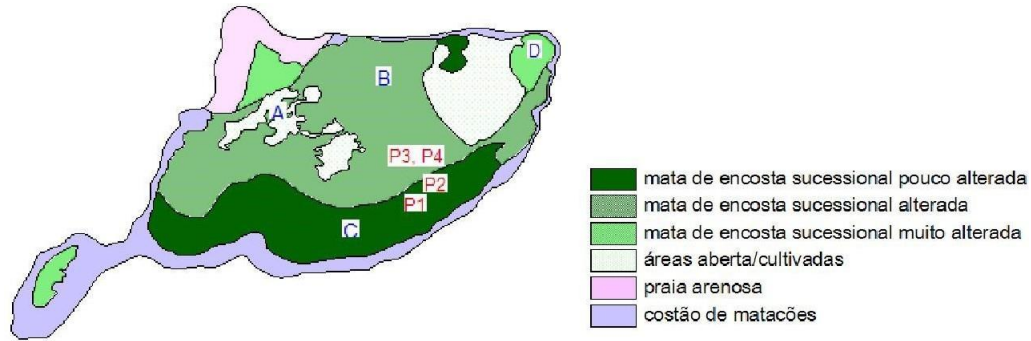 D
B
A
P3, P4
P2
P1
C
mata de encosta sucessional pouco alterada
mata de encosta sucessional alterada
mata de encosta sucessional muito alterada
áreas aberta/cultivadas
praia arenosa
costão de matacões